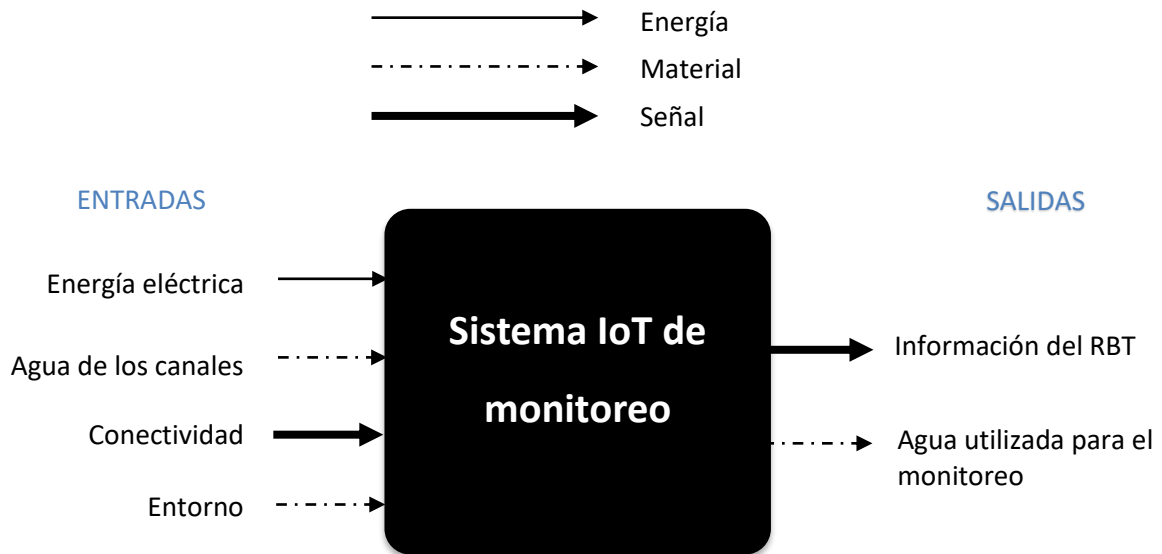 Energía
Material
Señal
ENTRADAS
SALIDAS
Energía eléctrica
Agua de los canales
Conectividad
Entorno
Sistema IoT de
monitoreo
Información del RBT
Agua utilizada para el
monitoreo